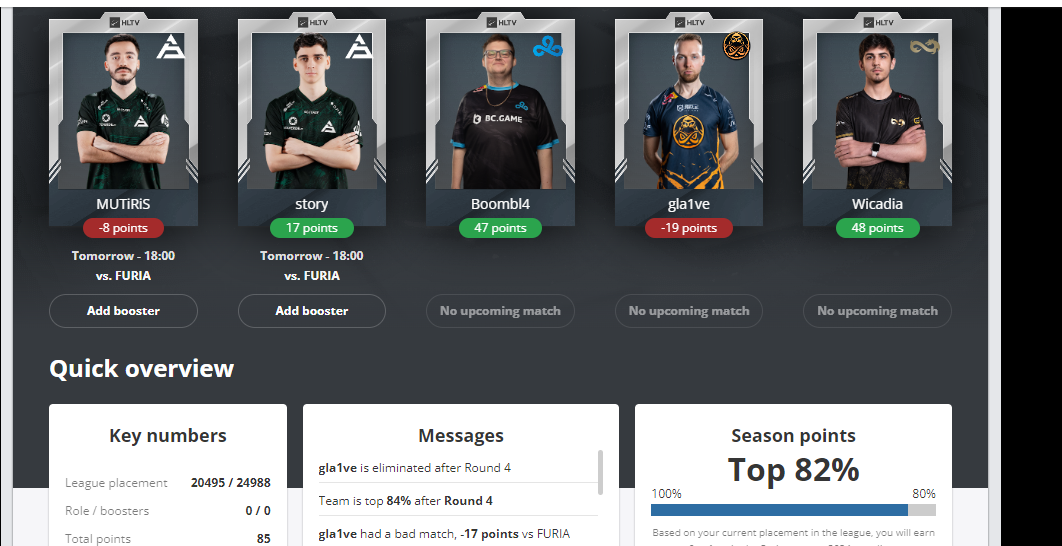 HLTV HLTV HLTV HLTV HLTV
BC.GAME
MUTiRiS story Boombl4 gla1ve Wicadia
-8 points 17 points 47 points -19 points 48 points
Tomorrow - 18:00 Tomorrow - 18:00
vs. FURIA vs. FURIA
Add booster Add booster No upcoming match No upcoming match No upcoming match
Quick overview
Key numbers
League placement 20495 / 24988
Role / boosters 0 / 0
Total points 85
Messages
gla1ve is eliminated after Round 4
Team is top 84% after Round 4
gla1ve had a bad match, -17 points vs FURIA
Season points
Top 82%
100% 80%
Based on your current placement in the league, you will earn